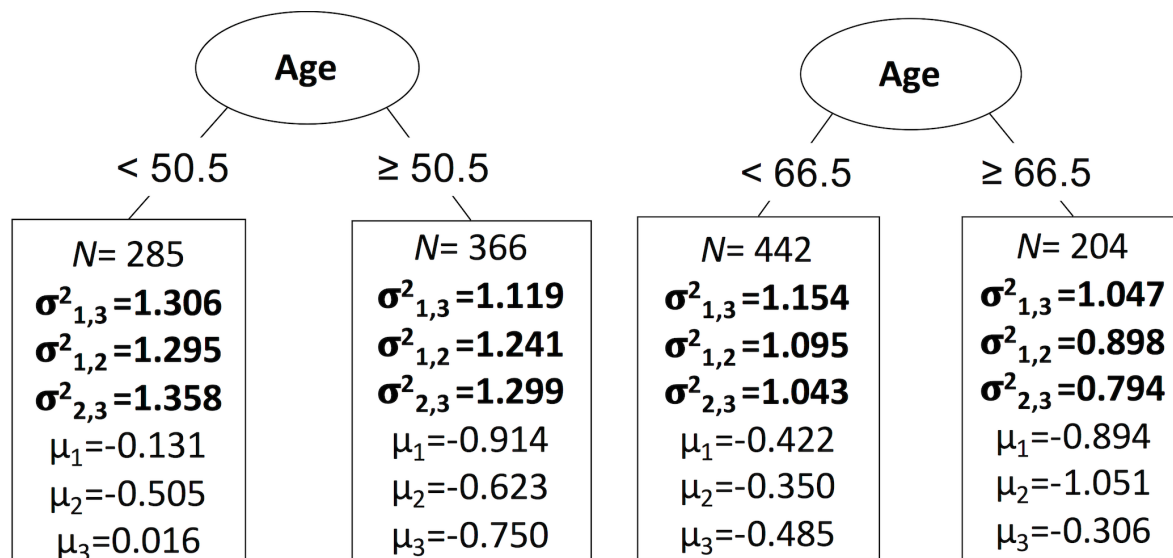 Age
< 50.5
≥ 50.5
N= 285
σ²₁,₃=1.306
σ²₁,₂=1.295
σ²₂,₃=1.358
μ₁=-0.131
μ₂=-0.505
μ₃=0.016
N= 366
σ²₁,₃=1.119
σ²₁,₂=1.241
σ²₂,₃=1.299
μ₁=-0.914
μ₂=-0.623
μ₃=-0.750
Age
< 66.5
≥ 66.5
N= 442
σ²₁,₃=1.154
σ²₁,₂=1.095
σ²₂,₃=1.043
μ₁=-0.422
μ₂=-0.350
μ₃=-0.485
N= 204
σ²₁,₃=1.047
σ²₁,₂=0.898
σ²₂,₃=0.794
μ₁=-0.894
μ₂=-1.051
μ₃=-0.306